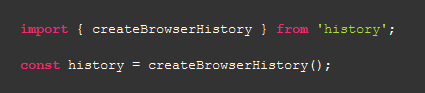 import { createBrowserHistory } from 'history';
const history = createBrowserHistory();